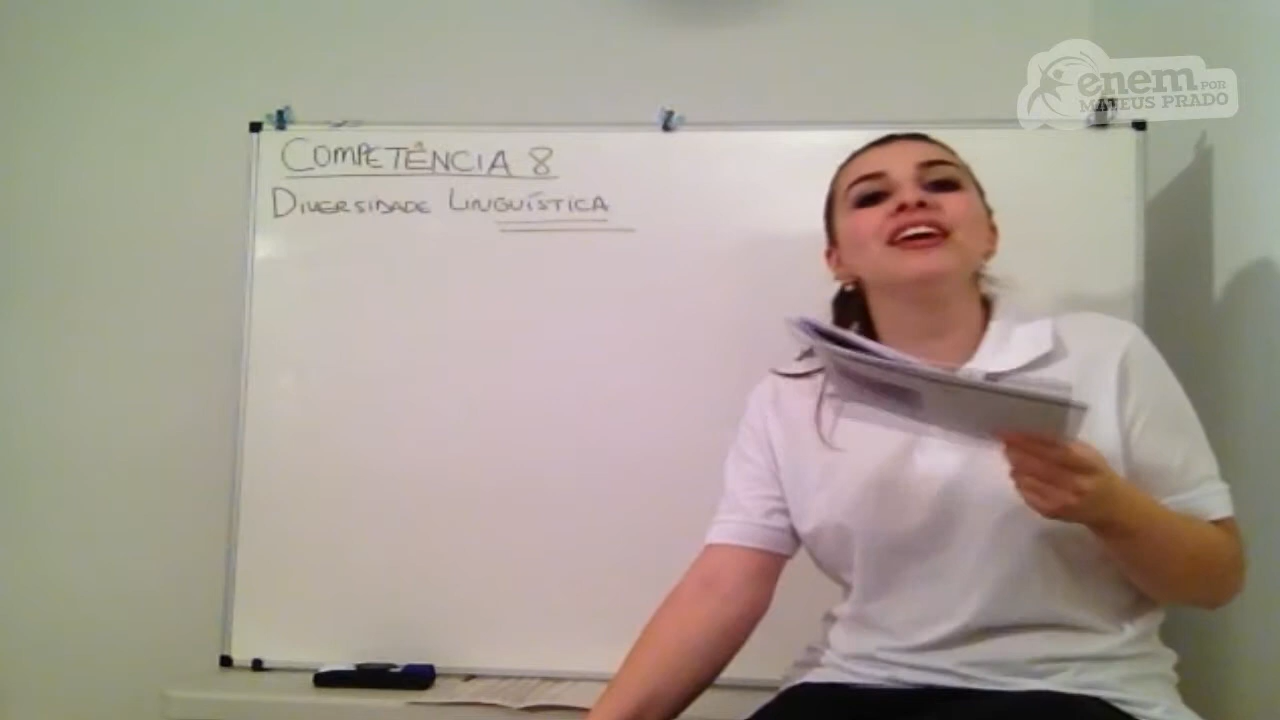 enem POR
MATEUS PRADO
COMPETÊNCIA 8
DIVERSIDADE LINGUÍSTICA